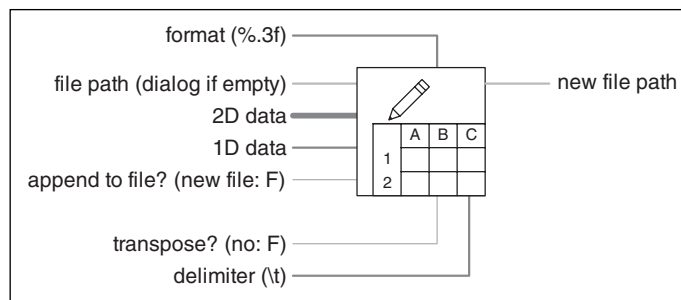 format (%.3f)
file path (dialog if empty)
new file path
2D data
1D data
A B C
1
append to file? (new file: F)
2
transpose? (no: F)
delimiter (\t)